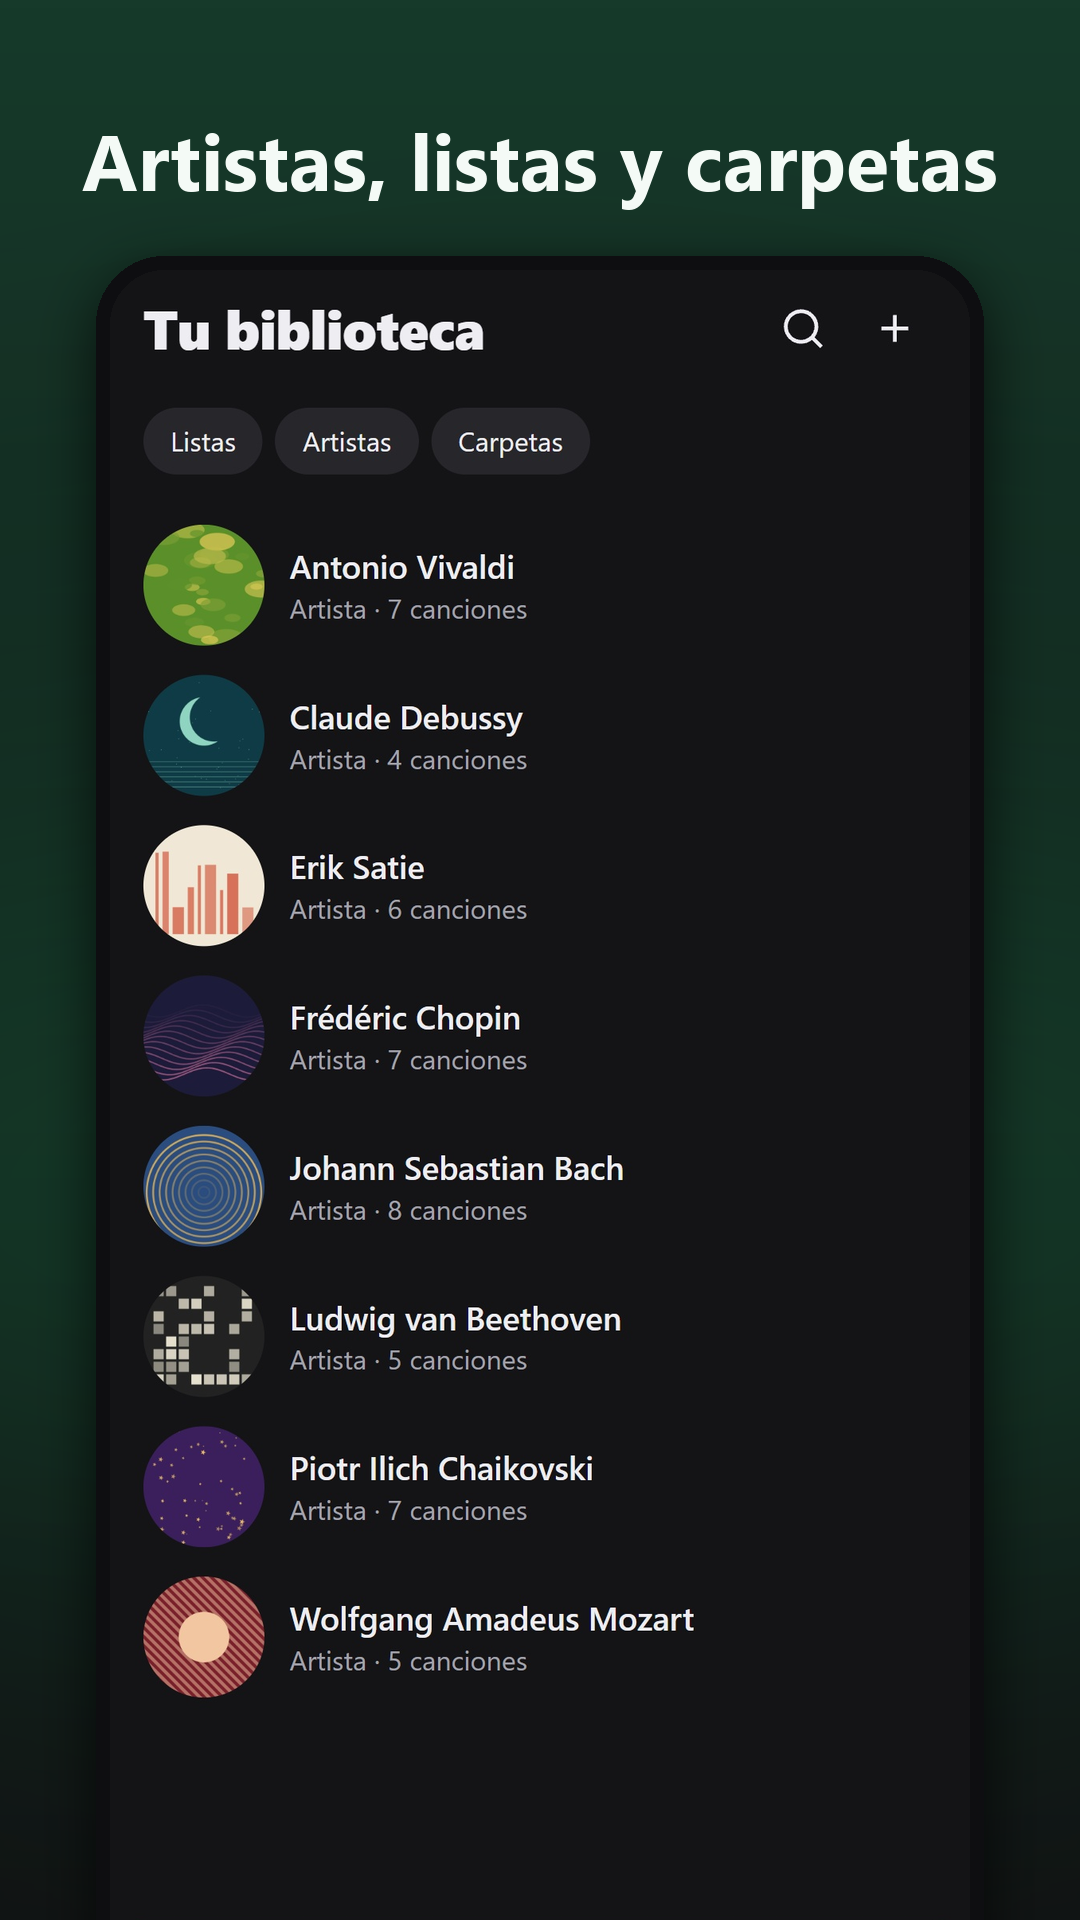 Artistas, listas y carpetas
Tu biblioteca
Listas
Artistas
Carpetas
Antonio Vivaldi
Artista · 7 canciones
Claude Debussy
Artista · 4 canciones
Erik Satie
Artista · 6 canciones
Frédéric Chopin
Artista · 7 canciones
Johann Sebastian Bach
Artista · 8 canciones
Ludwig van Beethoven
Artista · 5 canciones
Piotr Ilich Chaikovski
Artista · 7 canciones
Wolfgang Amadeus Mozart
Artista · 5 canciones